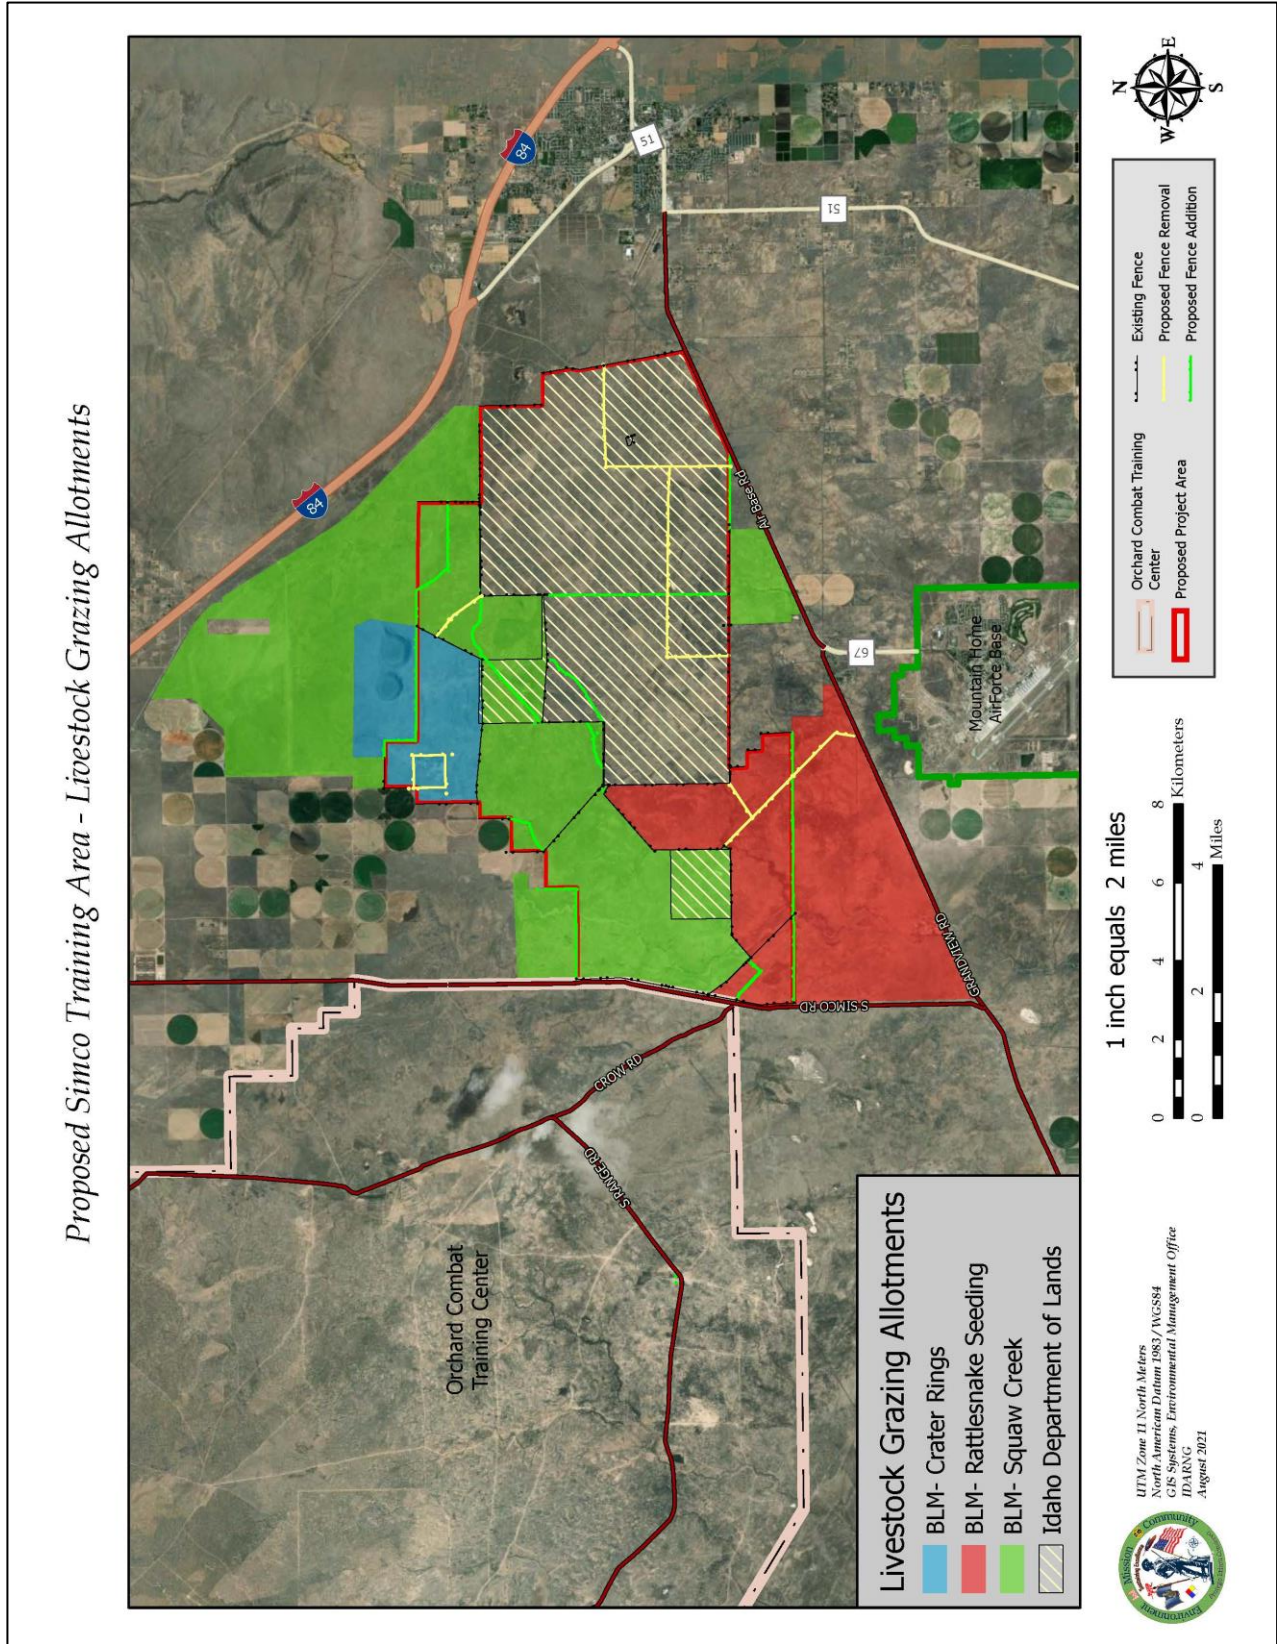 Proposed Simco Training Area - Livestock Grazing Allotments
84
84
51
51
67
Air Base Rd
Mountain Home
AirForce Base
GRANDVIEW RD
S SIMCO RD
CROW RD
S RANGE RD
Orchard Combat
Training Center
Livestock Grazing Allotments
BLM- Crater Rings
BLM- Rattlesnake Seeding
BLM- Squaw Creek
Idaho Department of Lands
Mission
Community
Environment
UTM Zone 11 North Meters
North American Datum 1983/WGS84
GIS Systems, Environmental Management Office
IDARNG
August 2021
1 inch equals 2 miles
0 2 4 6 8
Kilometers
0 2 4
Miles
Orchard Combat Training
Center
Proposed Project Area
Existing Fence
Proposed Fence Removal
Proposed Fence Addition
N
E
S
W